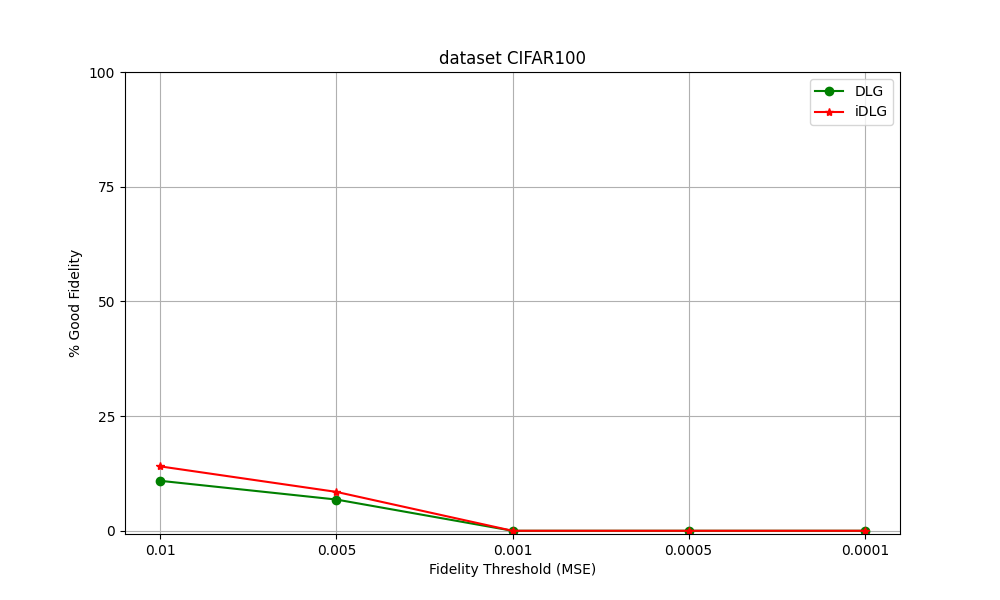 dataset CIFAR100
DLG
iDLG
% Good Fidelity
100
75
50
25
0
0.01 0.005 0.001 0.0005 0.0001
Fidelity Threshold (MSE)